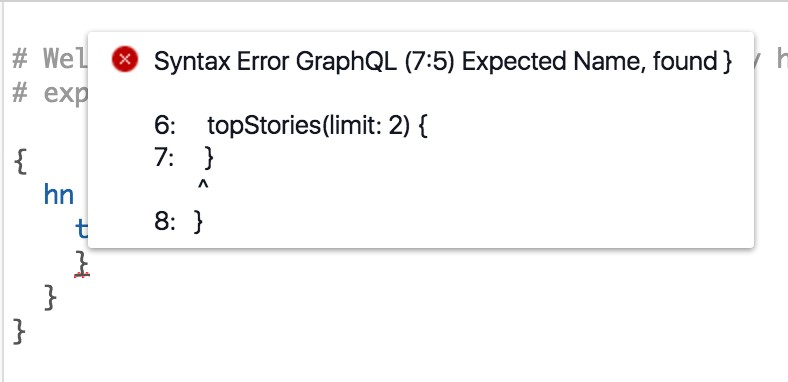 # Wel
# exp
Syntax Error GraphQL (7:5) Expected Name, found }
6: topStories(limit: 2) {
7: }
^
8: }
{
hn
t
}
}
}